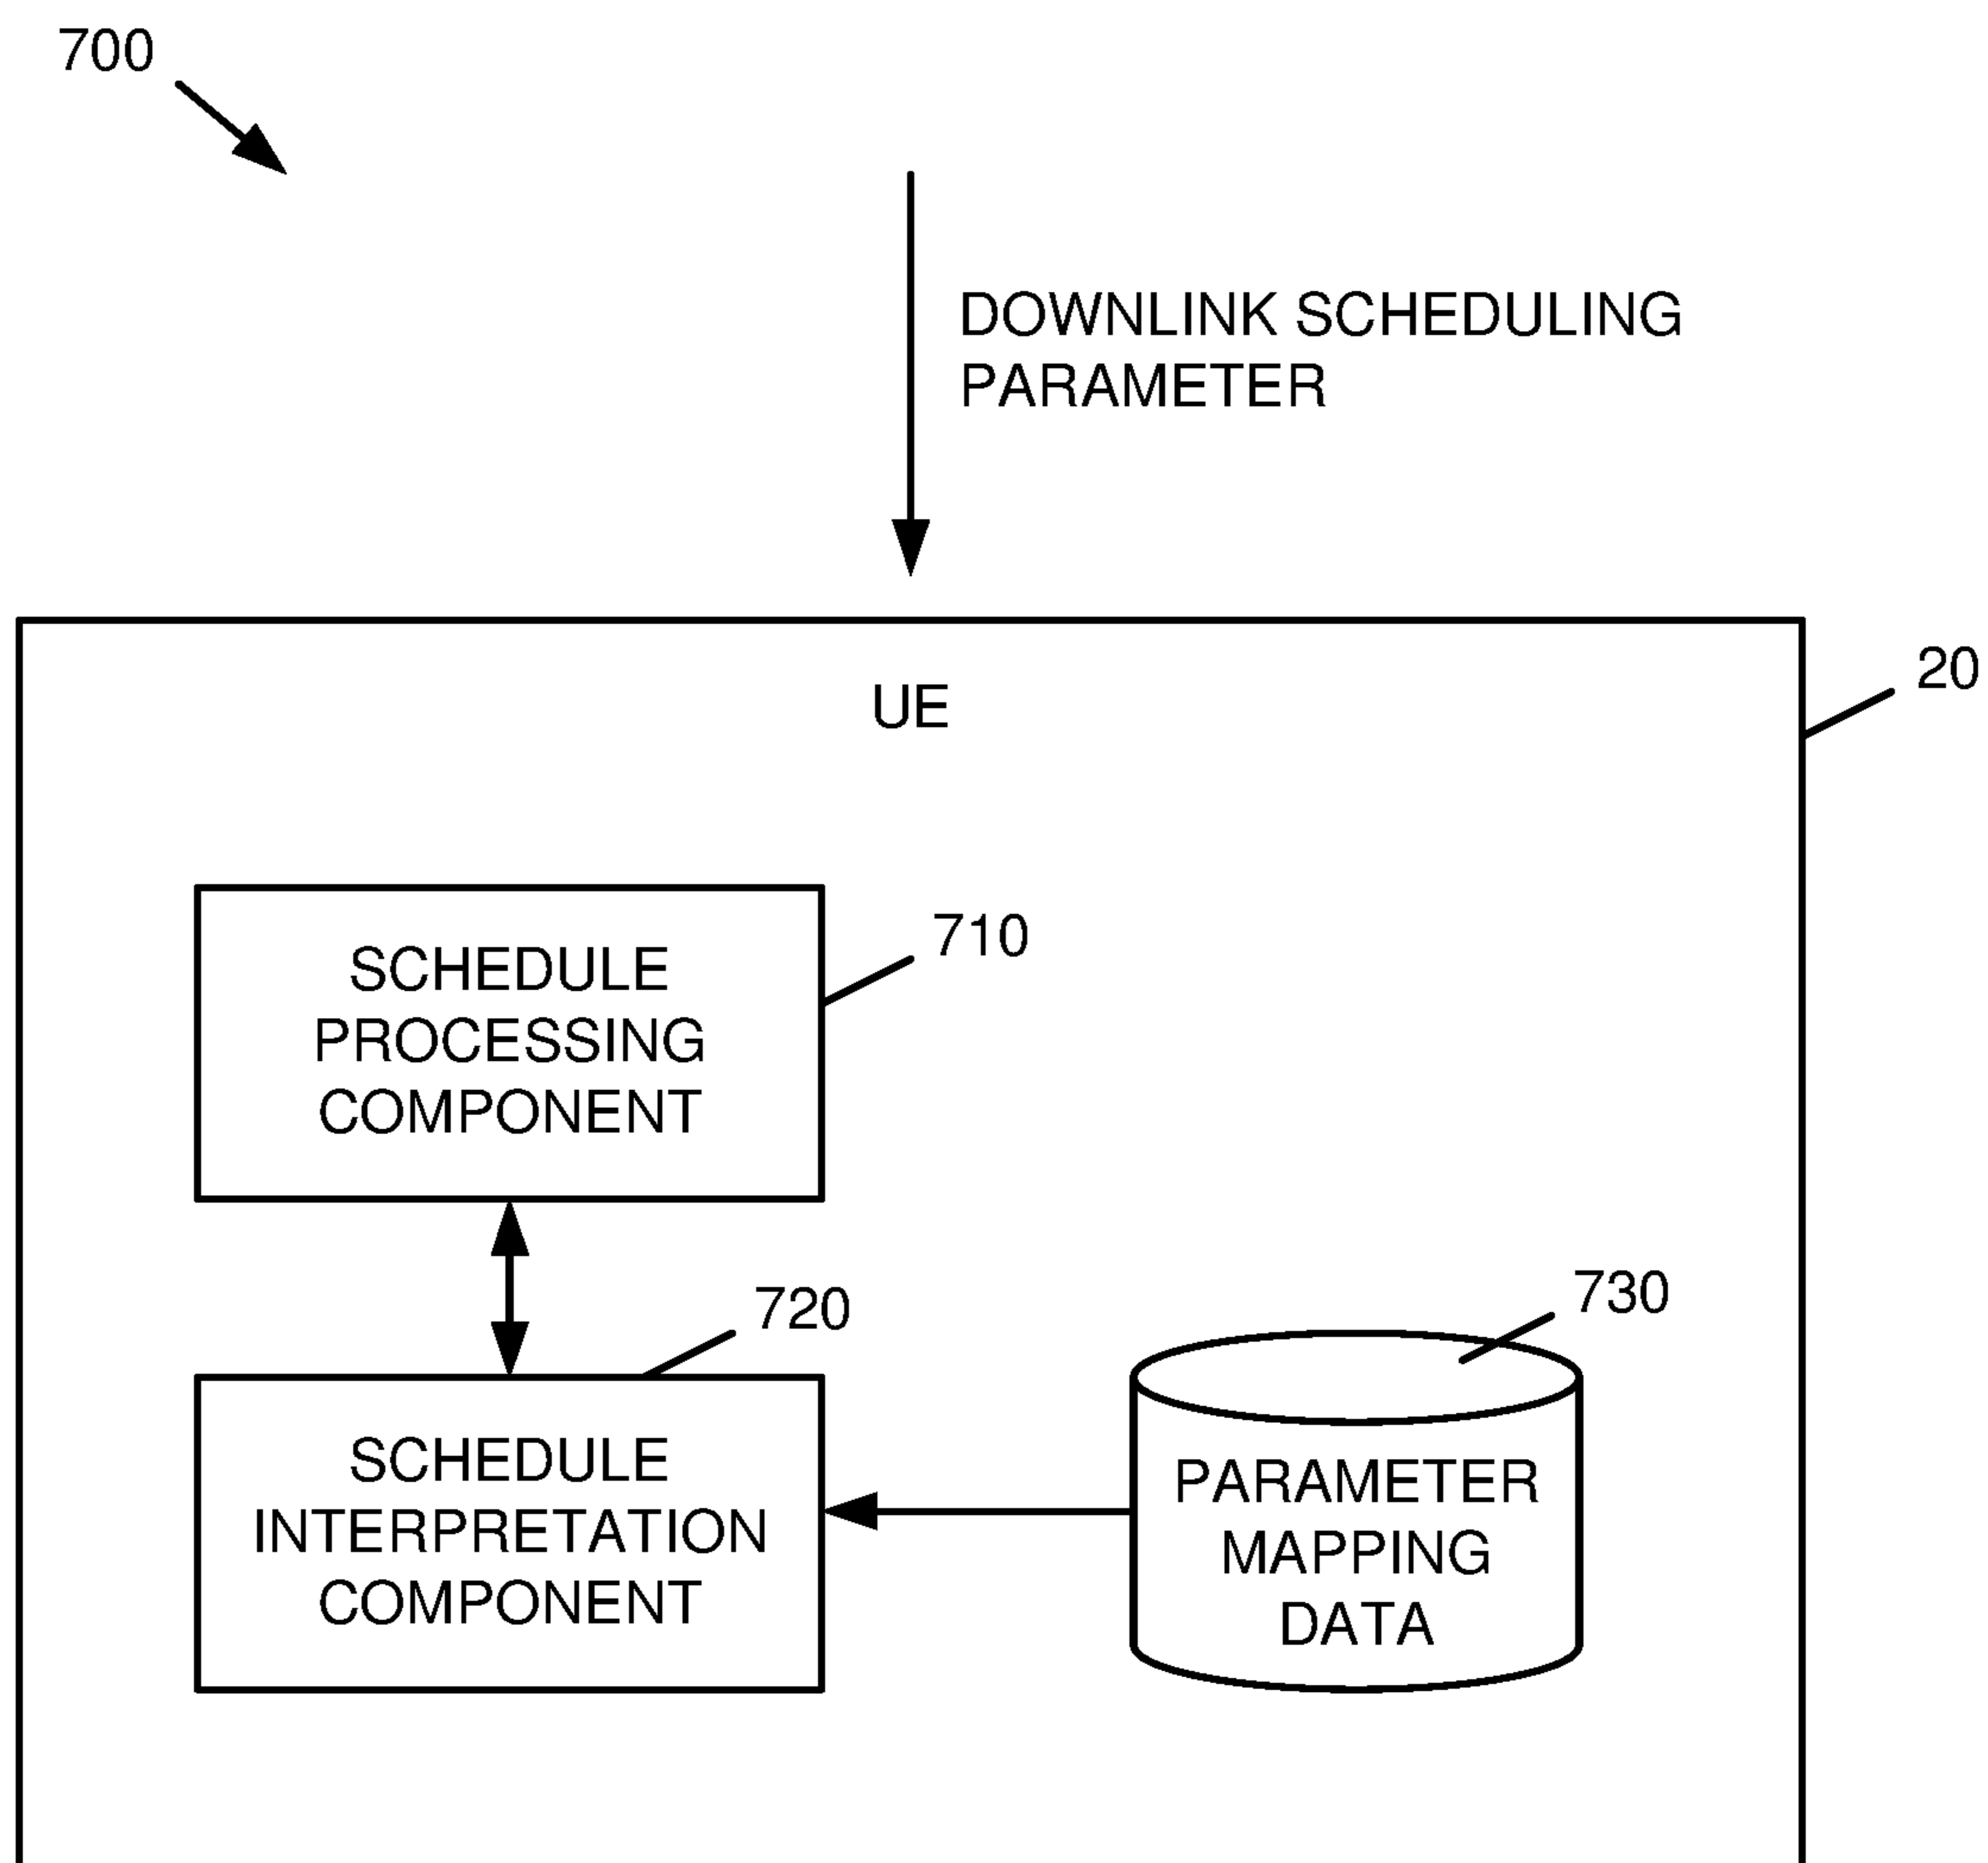 700
DOWNLINK SCHEDULING
PARAMETER
UE
20
SCHEDULE
PROCESSING
COMPONENT
710
720
730
SCHEDULE
INTERPRETATION
COMPONENT
PARAMETER
MAPPING
DATA